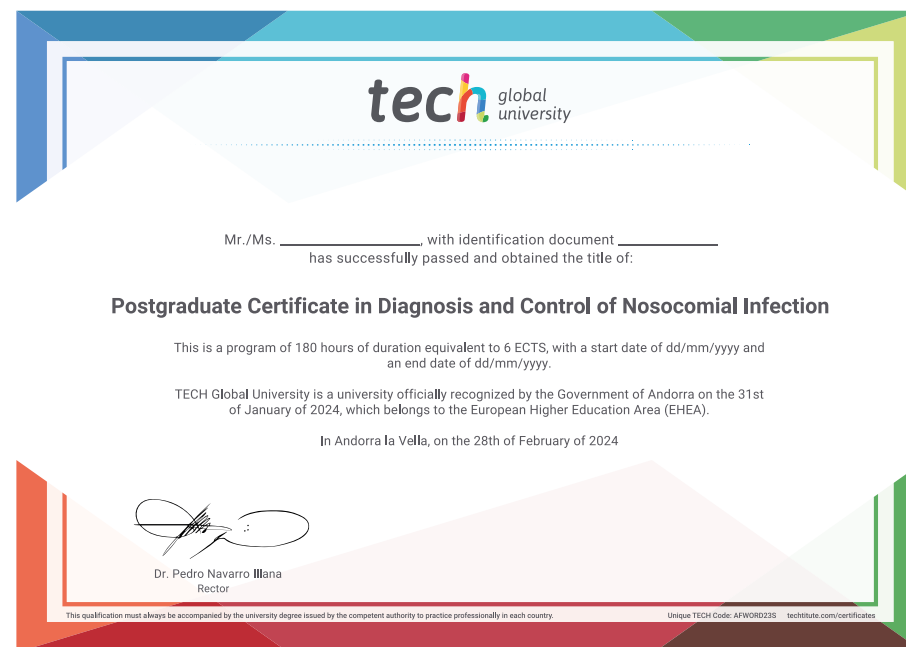 tech global university
Mr./Ms. ____________________, with identification document ______________
has successfully passed and obtained the title of:
Postgraduate Certificate in Diagnosis and Control of Nosocomial Infection
This is a program of 180 hours of duration equivalent to 6 ECTS, with a start date of dd/mm/yyyy and
an end date of dd/mm/yyyy.
TECH Global University is a university officially recognized by the Government of Andorra on the 31st
of January of 2024, which belongs to the European Higher Education Area (EHEA).
In Andorra la Vella, on the 28th of February of 2024
Dr. Pedro Navarro Illana
Rector
This qualification must always be accompanied by the university degree issued by the competent authority to practice professionally in each country.
Unique TECH Code: AFWORD23S techtitute.com/certificates